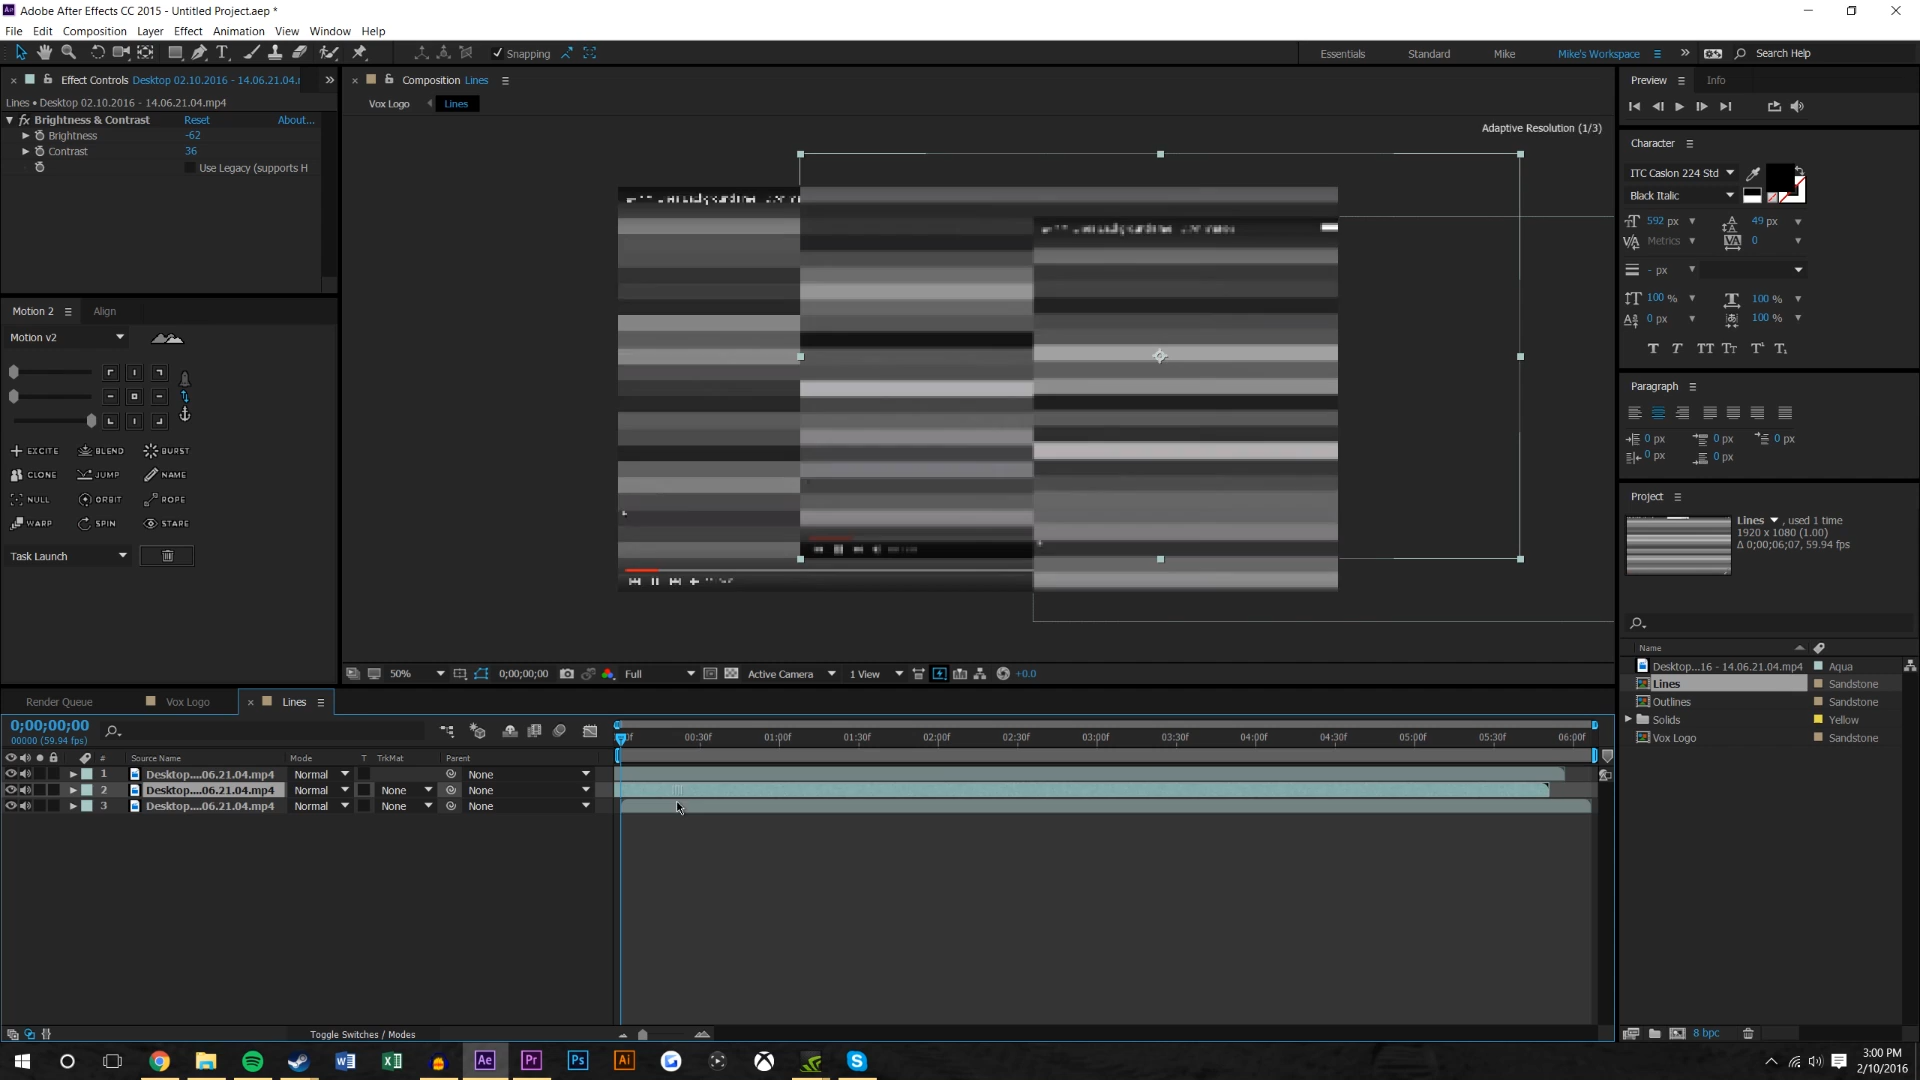 Adobe After Effects CC 2015 - Untitled Project.aep *
File Edit Composition Layer Effect Animation View Window Help
Snapping
Essentials Standard Mike Mike's Workspace Search Help
Effect Controls Desktop 02.10.2016 - 14.06.21.04.r
Lines • Desktop 02.10.2016 - 14.06.21.04.mp4
fx Brightness & Contrast Reset About...
Brightness -62
Contrast 36
Use Legacy (supports H
Composition Lines
Vox Logo Lines
Adaptive Resolution (1/3)
Motion 2 Align
Motion v2
EXCITE BLEND BURST
CLONE JUMP NAME
NULL ORBIT ROPE
WARP SPIN STARE
Task Launch
50% 0;00;00;00 Full Active Camera 1 View +0.0
Preview Info
Character
ITC Caslon 224 Std
Black Italic
592 px 49 px
Metrics 0
- px
100 % 100 %
0 px 100 %
Paragraph
0 px 0 px 0 px
0 px 0 px
Project
Lines , used 1 time
1920 x 1080 (1.00)
Δ 0;00;06;07, 59.94 fps
Name
Desktop...16 - 14.06.21.04.mp4 Aqua
Lines Sandstone
Outlines Sandstone
Solids Yellow
Vox Logo Sandstone
8 bpc
Render Queue Vox Logo Lines
0;00;00;00
00000 (59.94 fps)
# Source Name Mode T TrkMat Parent
00:30f 01:00f 01:30f 02:00f 02:30f 03:00f 03:30f 04:00f 04:30f 05:00f 05:30f 06:00f
1 Desktop....06.21.04.mp4 Normal None
2 Desktop....06.21.04.mp4 Normal None None
3 Desktop....06.21.04.mp4 Normal None None
Toggle Switches / Modes
Ae Pr Ps Ai
3:00 PM
2/10/2016